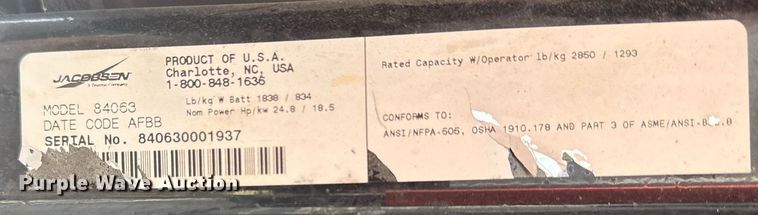 JACOBSEN
A Textron Company
PRODUCT OF U.S.A.
Charlotte, NC, USA
1-800-848-1636
MODEL 84063
Lb/kg W Batt 1838 / 834
Nom Power Hp/kw 24.8 / 18.5
DATE CODE AFBB
SERIAL No. 840630001937
Rated Capacity W/Operator lb/kg 2850 / 1293
CONFORMS TO:
ANSI/NFPA-505, OSHA 1910.178 AND PART 3 OF ASME/ANSI
Purple Wave Auction